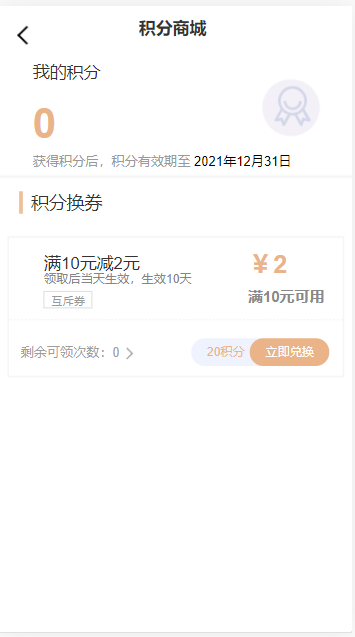 积分商城
我的积分
0
获得积分后，积分有效期至 2021年12月31日
积分换券
满10元减2元
领取后当天生效，生效10天
互斥券
￥2
满10元可用
剩余可领次数：0
20积分 立即兑换